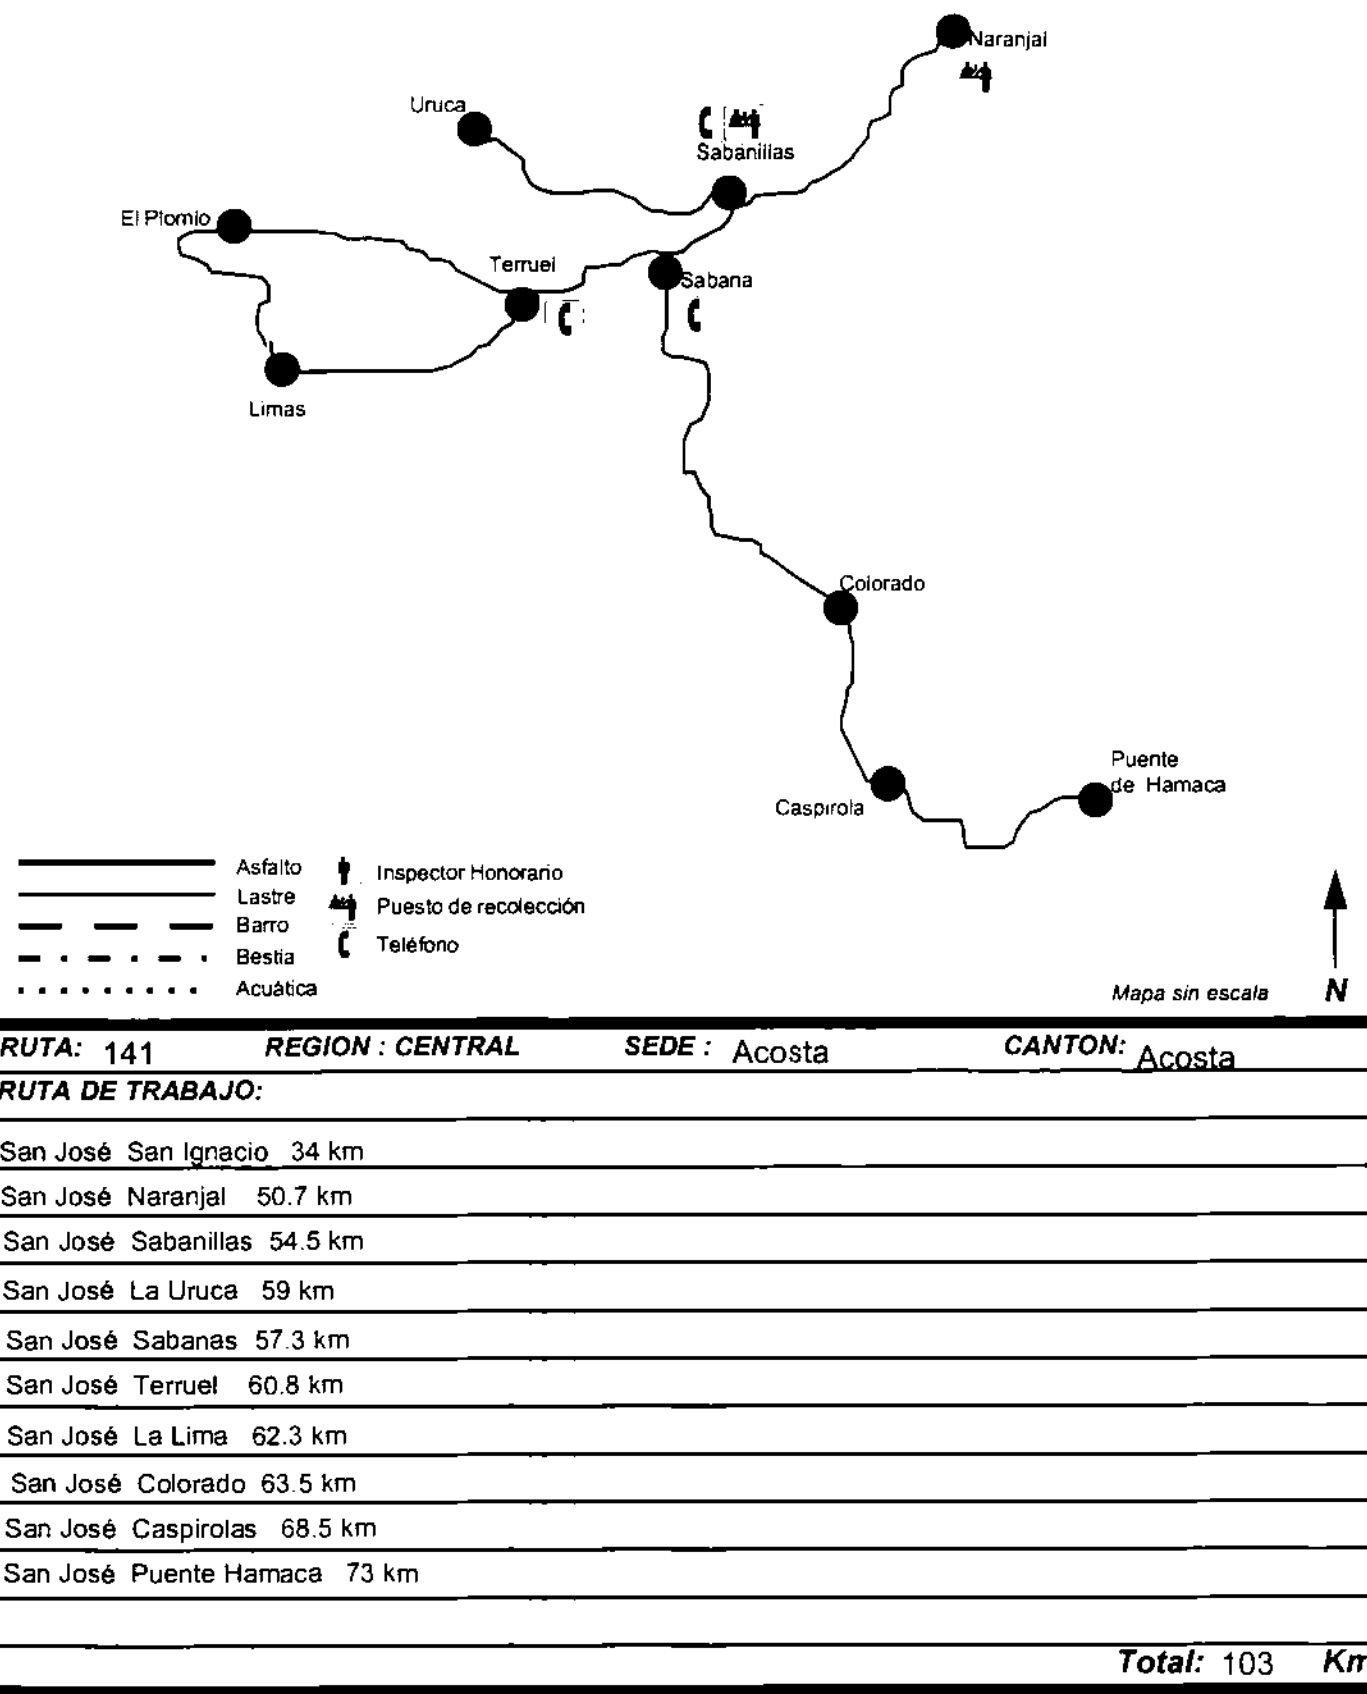 Naranjal
Uruca
Sabanillas
El Plomio
Terruel
Sabana
Limas
Colorado
Puente
de Hamaca
Caspirola
Asfalto
Inspector Honorario
Lastre
Puesto de recolección
Barro
Teléfono
Bestia
Acuática
Mapa sin escala
N
RUTA: 141 REGION : CENTRAL SEDE : Acosta CANTON: Acosta
RUTA DE TRABAJO:
San José San Ignacio 34 km
San José Naranjal 50.7 km
San José Sabanillas 54.5 km
San José La Uruca 59 km
San José Sabanas 57.3 km
San José Terruel 60.8 km
San José La Lima 62.3 km
San José Colorado 63.5 km
San José Caspirolas 68.5 km
San José Puente Hamaca 73 km
Total: 103 Km